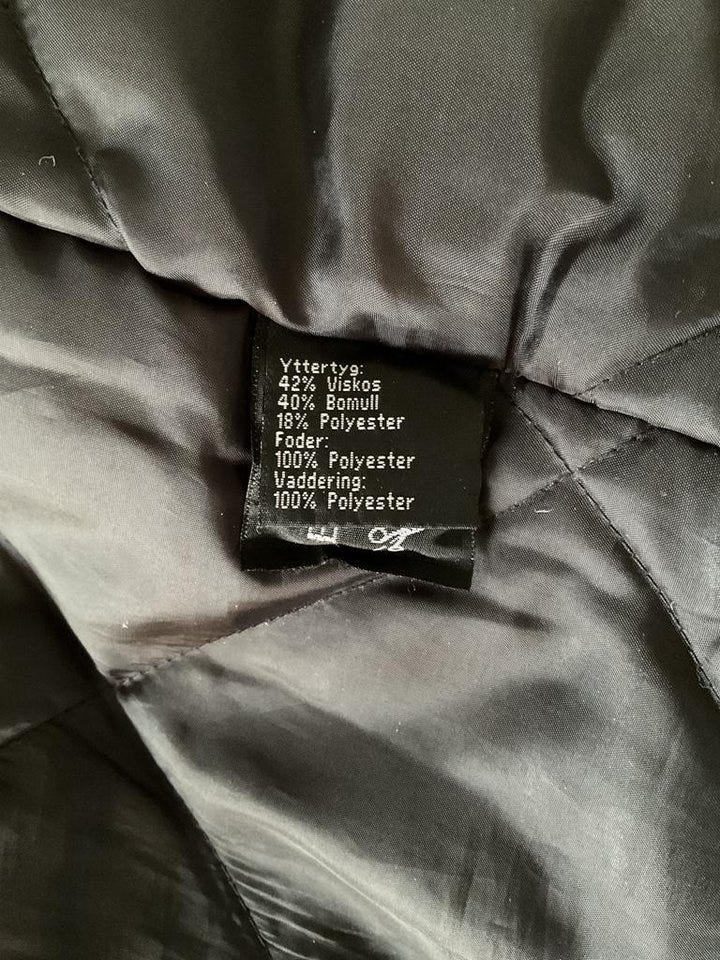 Yttertyg:
42% Viskos
40% Bomull
18% Polyester
Foder:
100% Polyester
Vaddering:
100% Polyester